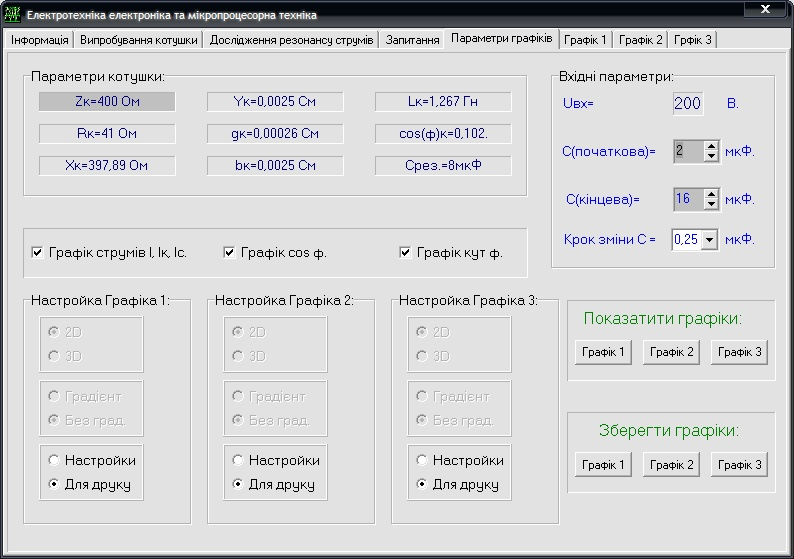 Електротехніка електроніка та мікропроцесорна техніка
X
Інформація Випробування котушки Дослідження резонансу струмів Запитання Параметри графіків Графік 1 Графік 2 Грфік 3
Параметри котушки:
Zк=400 Ом Yк=0,0025 См Lк=1,267 Гн
Rк=41 Ом gк=0,00026 См cos(ф)к=0,102.
Xк=397,89 Ом bк=0,0025 См Cрез.=8мкФ
Вхідні параметри:
Uвх= 200 В.
C(початкова)= 2 мкФ.
C(кінцева)= 16 мкФ.
Крок зміни C = 0,25 мкФ.
Графік струмів I, Iк, Ic. Графік cos ф. Графік кут ф.
Настройка Графіка 1: Настройка Графіка 2: Настройка Графіка 3:
2D 2D 2D
3D 3D 3D
Градієнт Градієнт Градієнт
Без град. Без град. Без град.
Настройки Настройки Настройки
Для друку Для друку Для друку
Показатити графіки:
Графік 1 Графік 2 Графік 3
Зберегти графіки:
Графік 1 Графік 2 Графік 3